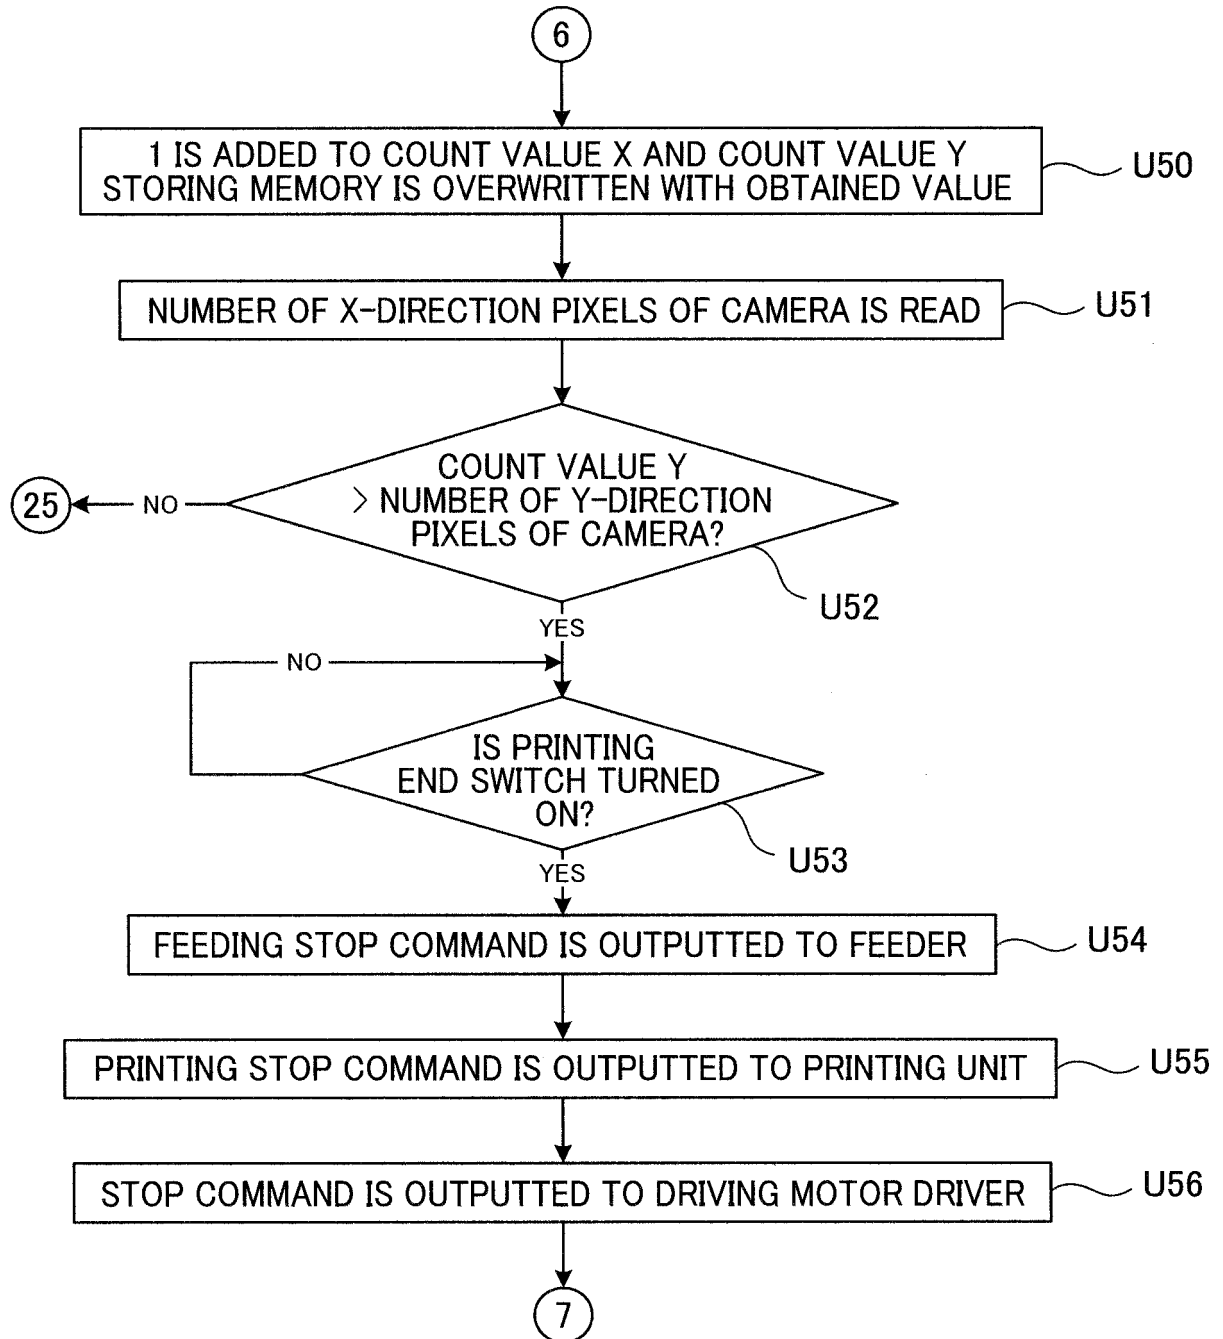 6
1 IS ADDED TO COUNT VALUE X AND COUNT VALUE Y
STORING MEMORY IS OVERWRITTEN WITH OBTAINED VALUE
U50
NUMBER OF X-DIRECTION PIXELS OF CAMERA IS READ
U51
COUNT VALUE Y
> NUMBER OF Y-DIRECTION
PIXELS OF CAMERA?
25
NO
U52
YES
NO
IS PRINTING
END SWITCH TURNED
ON?
U53
YES
FEEDING STOP COMMAND IS OUTPUTTED TO FEEDER
U54
PRINTING STOP COMMAND IS OUTPUTTED TO PRINTING UNIT
U55
STOP COMMAND IS OUTPUTTED TO DRIVING MOTOR DRIVER
U56
7